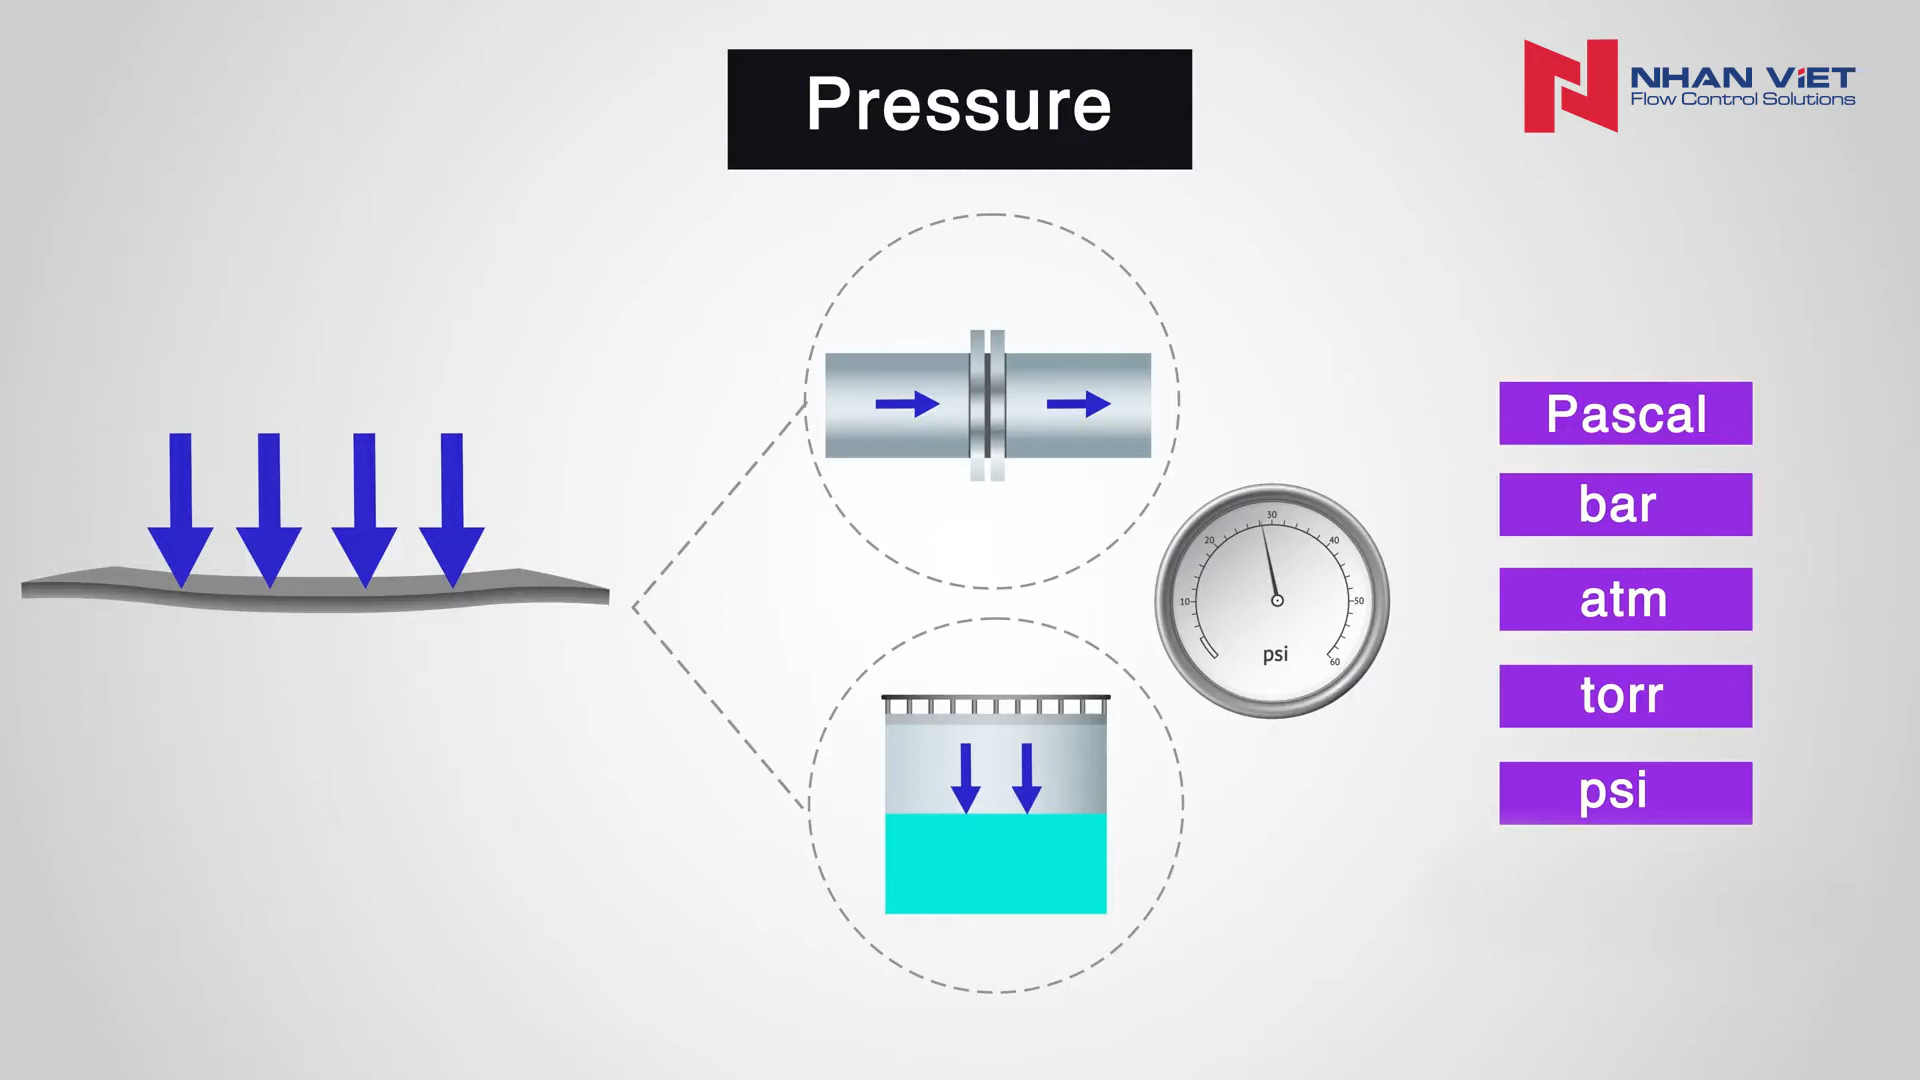 Pressure
NHAN ViET
Flow Control Solutions
Pascal
bar
atm
torr
psi
30
20
40
10
50
psi
60